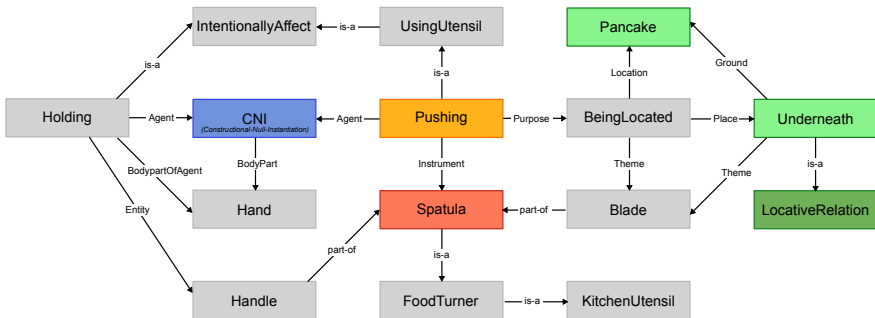 IntentionallyAffect
is-a
UsingUtensil
Pancake
is-a
is-a
Location
Ground
Holding
Agent
CNI
(Constructional-Null-Instantiation)
Agent
Pushing
Purpose
BeingLocated
Place
Underneath
BodypartOfAgent
BodyPart
Instrument
Theme
Theme
is-a
Entity
Hand
Spatula
part-of
Blade
LocativeRelation
part-of
is-a
Handle
FoodTurner
is-a
KitchenUtensil